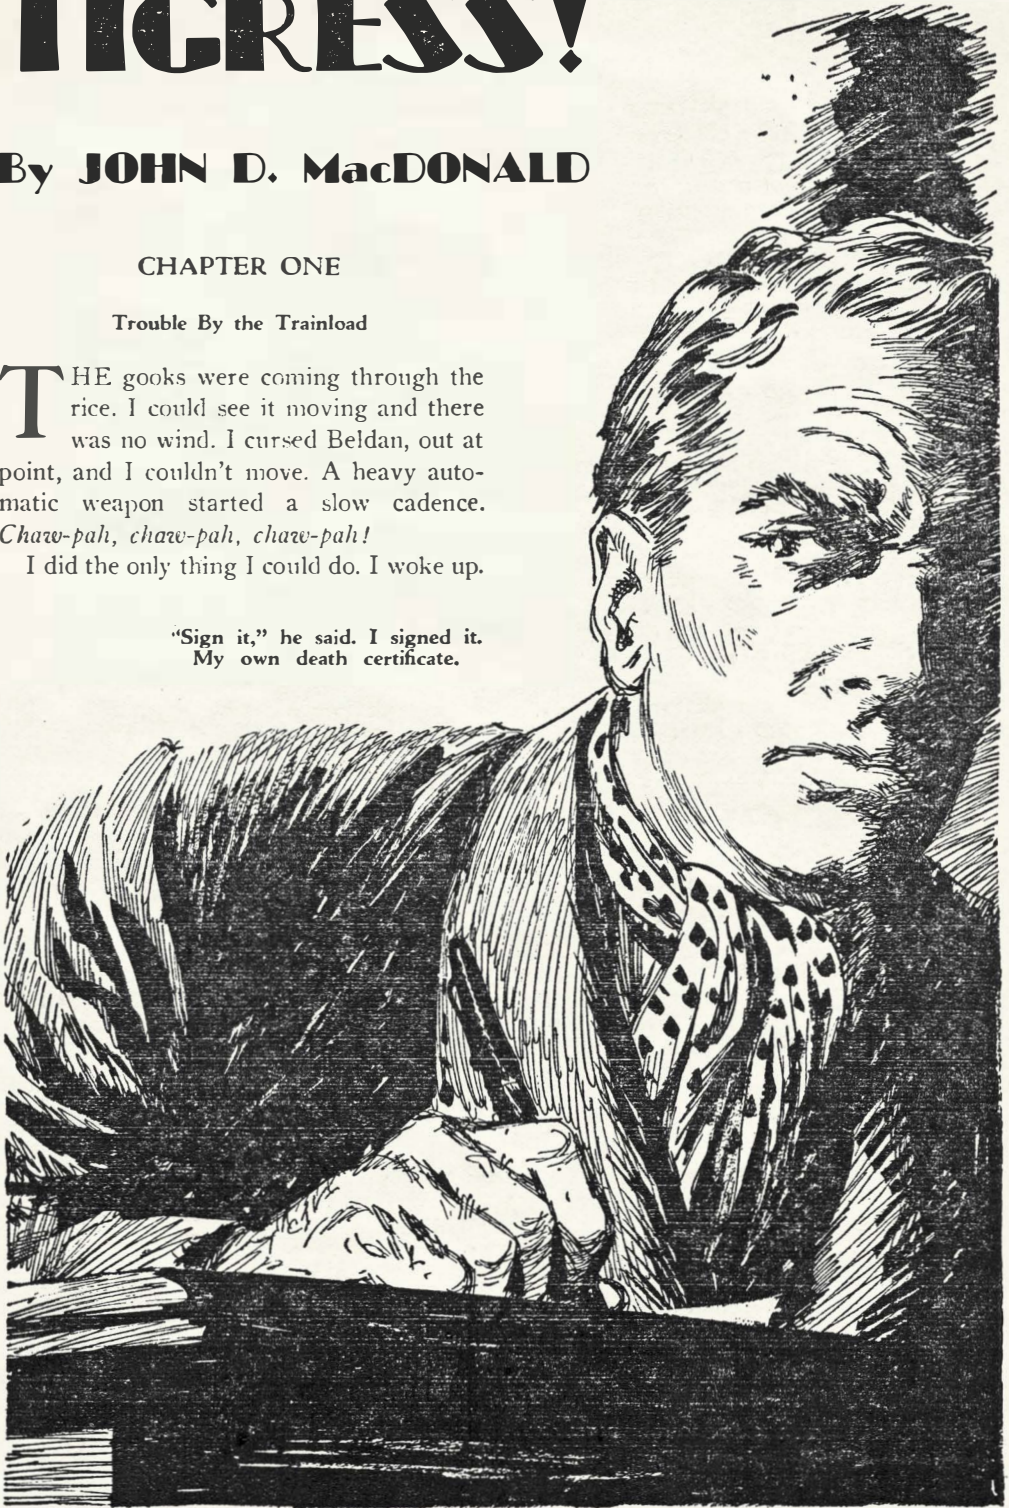 TIGRESS!
By JOHN D. MacDONALD
CHAPTER ONE
Trouble By the Trainload
THE gooks were coming through the
rice. I could see it moving and there
was no wind. I cursed Beldan, out at
point, and I couldn't move. A heavy auto-
matic weapon started a slow cadence.
Chaw-pah, chaw-pah, chaw-pah!
I did the only thing I could do. I woke up.
“Sign it,” he said. I signed it.
My own death certificate.